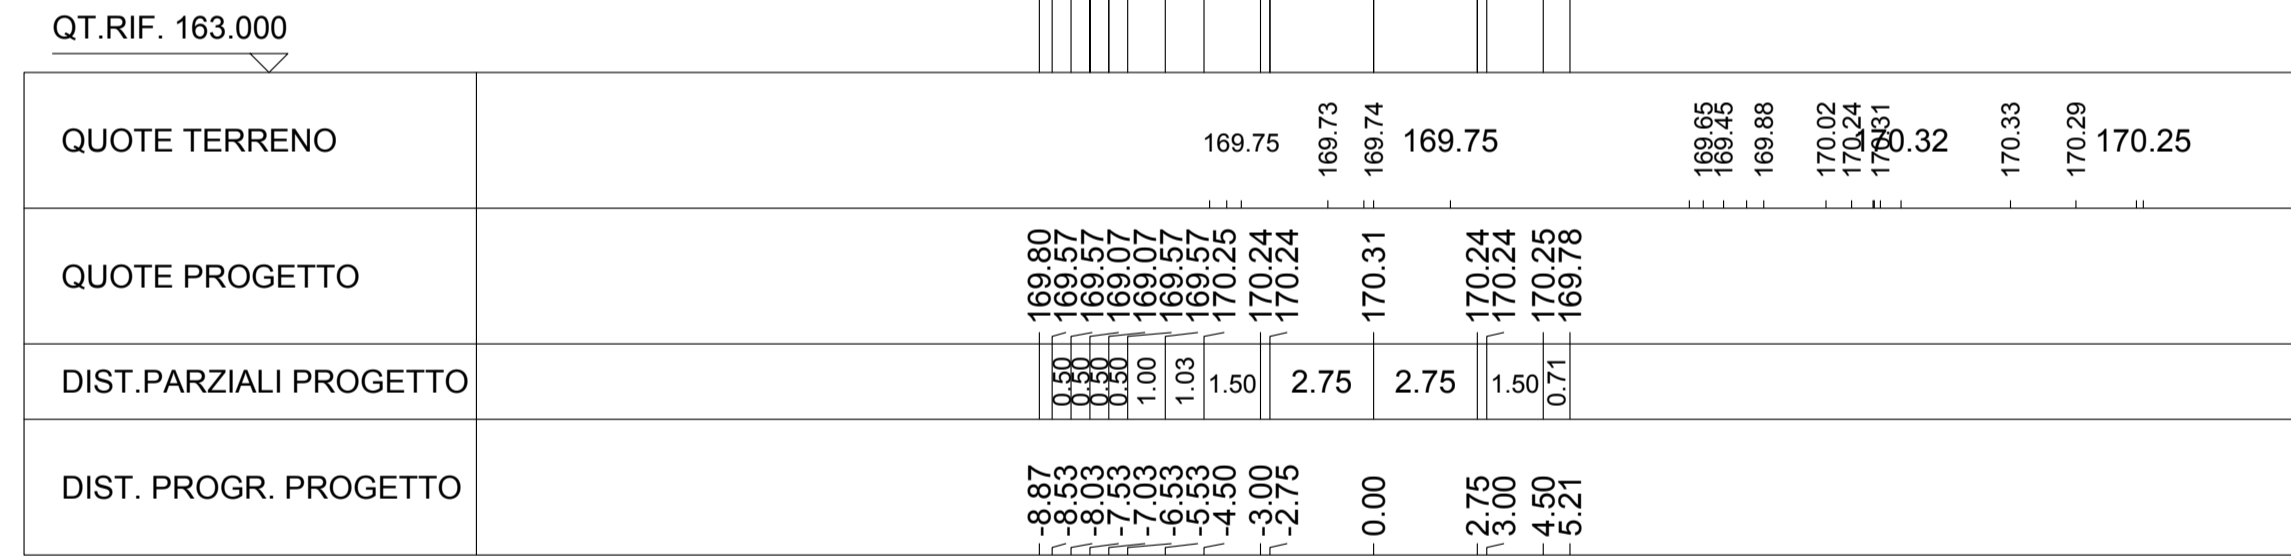 QT.RIF. 163.000
QUOTE TERRENO 169.75 169.73 169.74 169.75 169.65 169.45 169.88 170.02 170.24 170.31 170.32 170.33 170.29 170.25
QUOTE PROGETTO 169.80 169.57 169.57 169.07 169.07 169.57 169.57 170.25 170.24 170.24 170.31 170.24 170.24 170.25 169.78
DIST.PARZIALI PROGETTO 0.50 0.50 0.50 0.50 1.00 1.03 1.50 2.75 2.75 1.50 0.71
DIST. PROGR. PROGETTO -8.87 -8.53 -8.03 -7.53 -7.03 -6.53 -5.53 -4.50 -3.00 -2.75 0.00 2.75 3.00 4.50 5.21